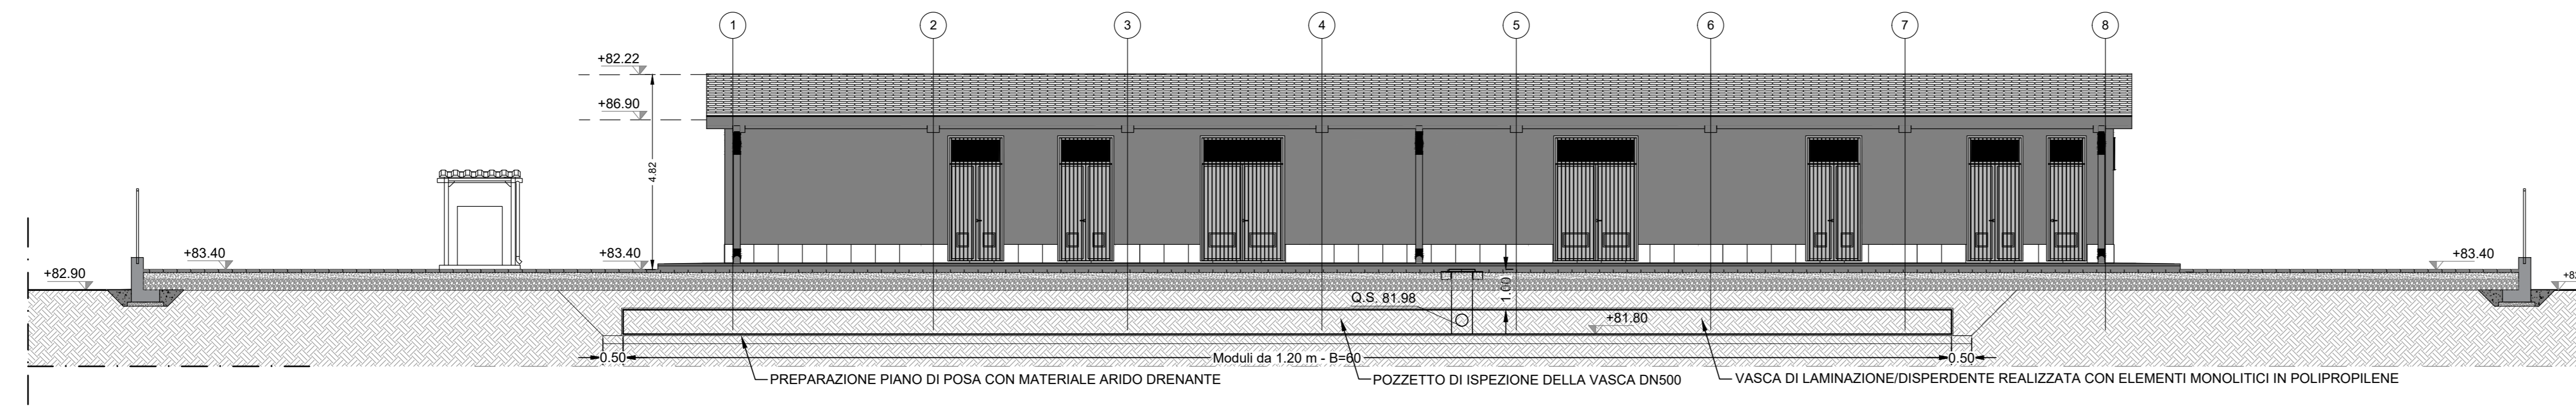 1 2 3 4 5 6 7 8
+82.22
+86.90
4.82
+83.40
+83.40
+83.40
+82.90
1.00
Q.S. 81.98
+81.80
0.50
Moduli da 1.20 m - B=60
0.50
PREPARAZIONE PIANO DI POSA CON MATERIALE ARIDO DRENANTE
POZZETTO DI ISPEZIONE DELLA VASCA DN500
VASCA DI LAMINAZIONE/DISPERDENTE REALIZZATA CON ELEMENTI MONOLITICI IN POLIPROPILENE